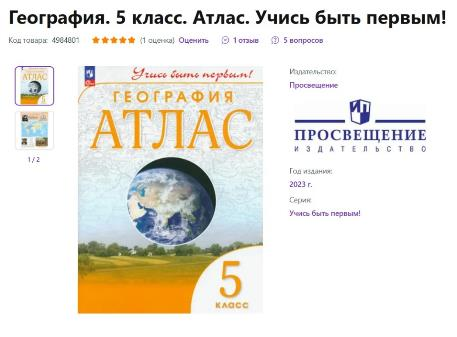 География. 5 класс. Атлас. Учись быть первым!
Код товара: 4984801 (1 оценка) Оценить 1 отзыв 5 вопросов
Издательство:
Просвещение
Учись быть первым!
ГЕОГРАФИЯ
АТЛАС
5
КЛАСС
1 / 2
ПРОСВЕЩЕНИЕ
ИЗДАТЕЛЬСТВО
Год издания:
2023 г.
Серия:
Учись быть первым!